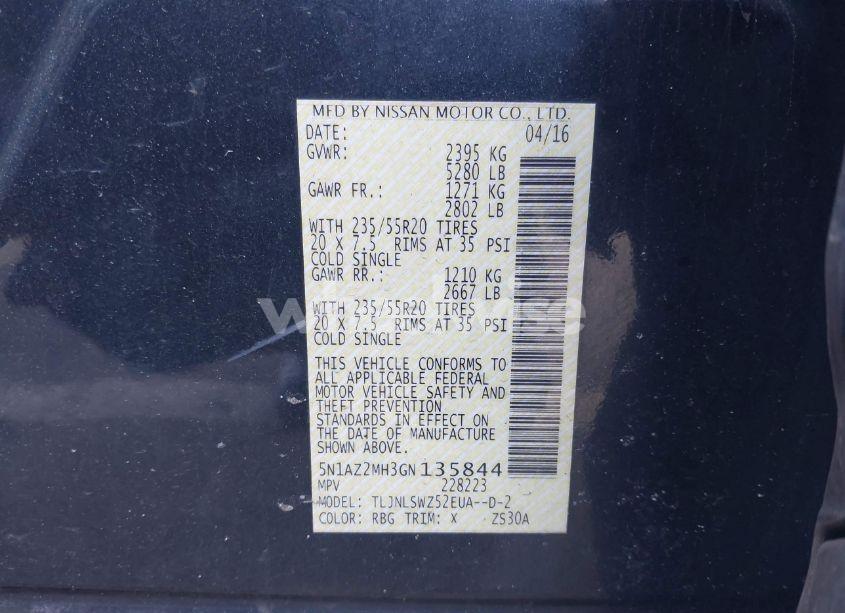 MFD BY NISSAN MOTOR CO., LTD.
DATE: 04/16
GVWR: 2395 KG
5280 LB
GAWR FR.: 1271 KG
2802 LB
WITH 235/55R20 TIRES
20 X 7.5 RIMS AT 35 PSI
COLD SINGLE
GAWR RR.: 1210 KG
2667 LB
WITH 235/55R20 TIRES
20 X 7.5 RIMS AT 35 PSI
COLD SINGLE
THIS VEHICLE CONFORMS TO
ALL APPLICABLE FEDERAL
MOTOR VEHICLE SAFETY AND
THEFT PREVENTION
STANDARDS IN EFFECT ON
THE DATE OF MANUFACTURE
SHOWN ABOVE.
5N1AZ2MH3GN135844
MPV 228223
MODEL: TLJNLSWZ52EUA--D-2
COLOR: RBG TRIM: X ZS30A